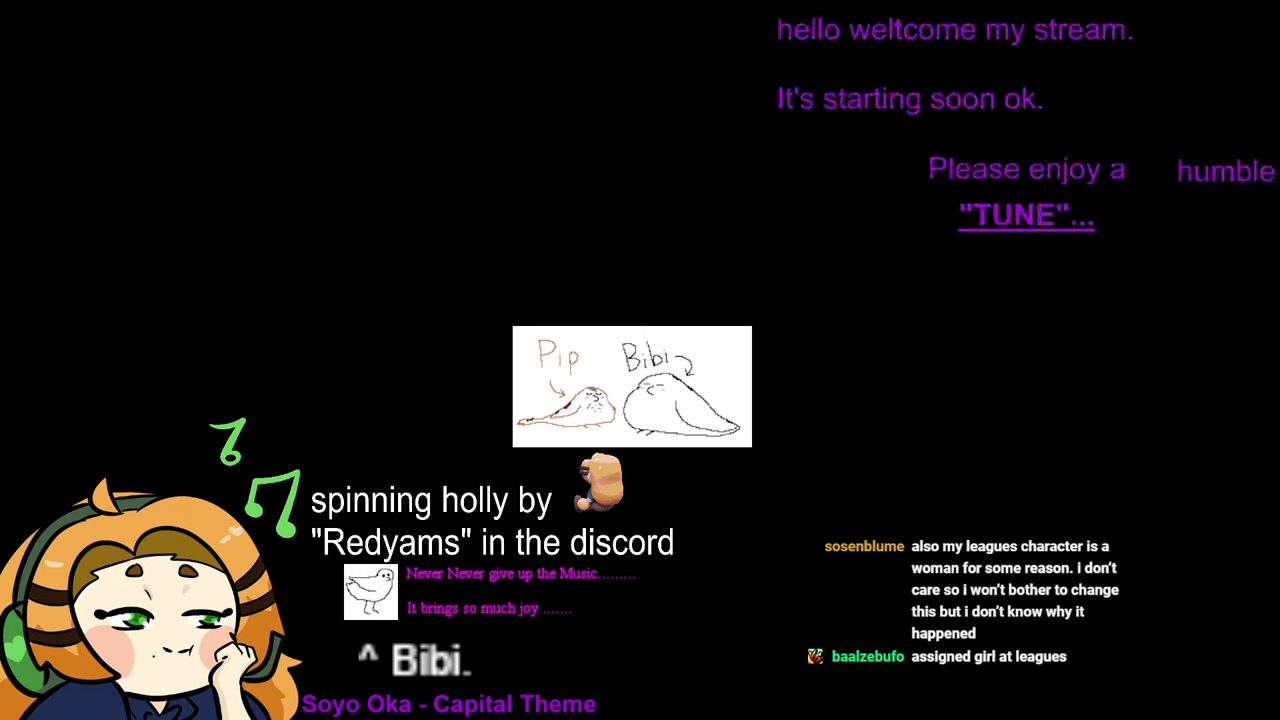 hello weltcome my stream.
It's starting soon ok.
Please enjoy a humble
"TUNE"...
Pip
Bibi
spinning holly by
"Redyams" in the discord
Never Never give up the Music.........
It brings so much joy .......
^ Bibi.
Soyo Oka - Capital Theme
sosenblume also my leagues character is a
woman for some reason. i don't
care so i won't bother to change
this but i don't know why it
happened
baalzebufo assigned girl at leagues